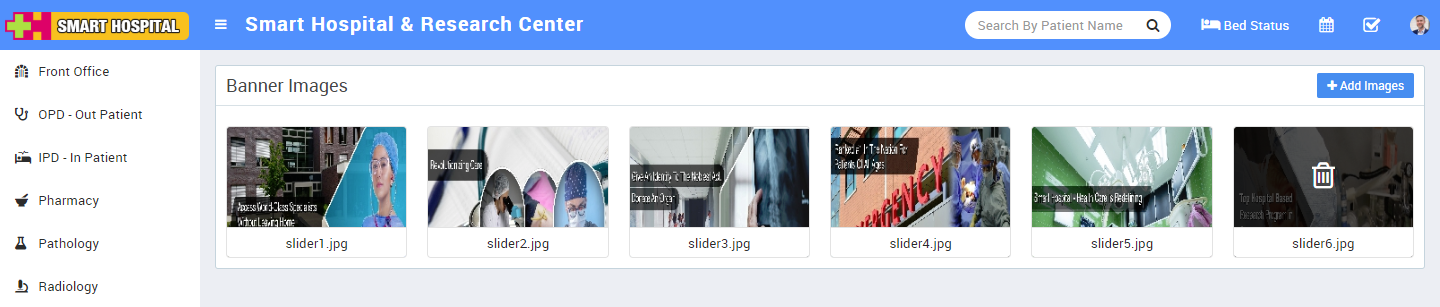 SMART HOSPITAL
Smart Hospital & Research Center
Search By Patient Name
Bed Status
Front Office
OPD - Out Patient
IPD - In Patient
Pharmacy
Pathology
Radiology
Banner Images
Add Images
Access World-Class Specialists
Without Leaving Home
slider1.jpg
Revolutionizing Care
slider2.jpg
Give An Identity To The Noblest Act.
Donate An Organ
slider3.jpg
Ranked #1 In The Nation For
Patients Of All Ages
EMERGENCY
slider4.jpg
Smart Hospital - Health Care is Redefining
slider5.jpg
Top Hospital Based
Research Program in
slider6.jpg